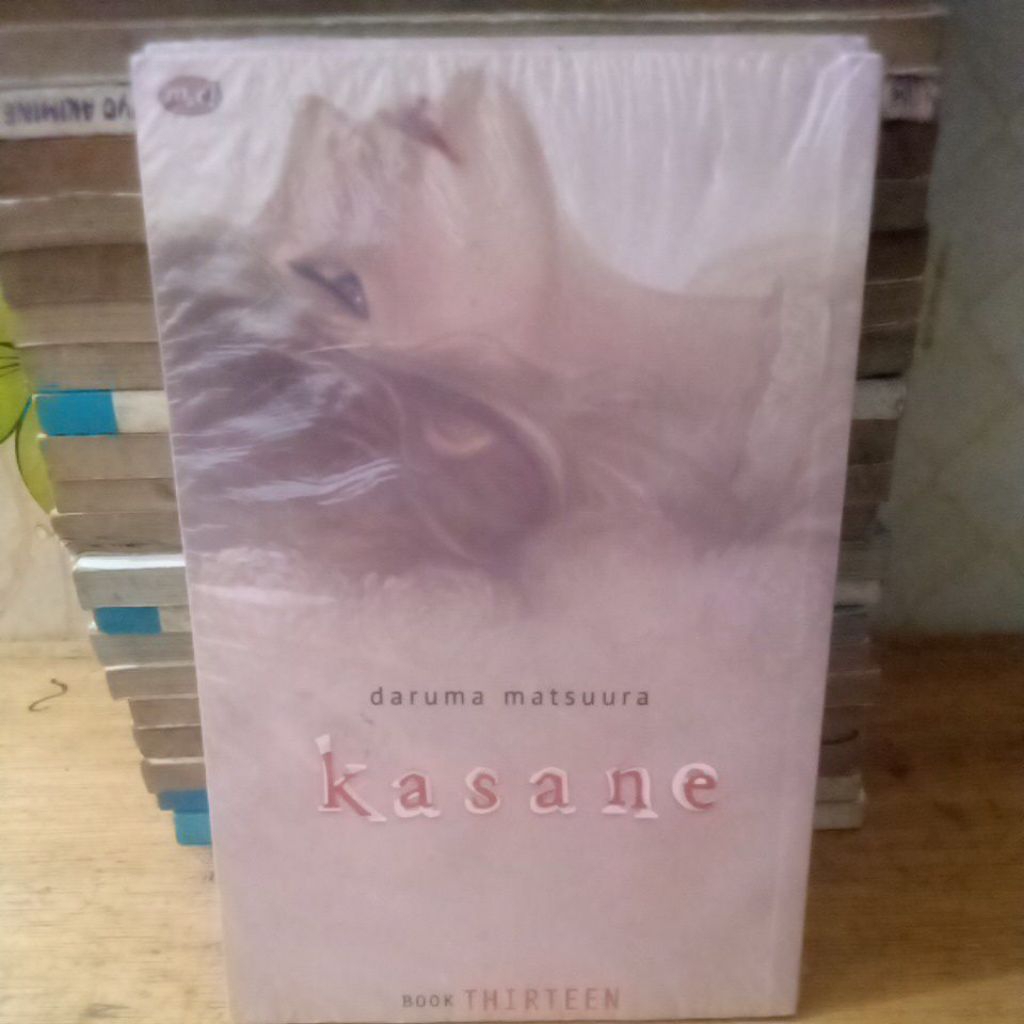 m&c!
daruma matsuura
kasane
BOOK THIRTEEN